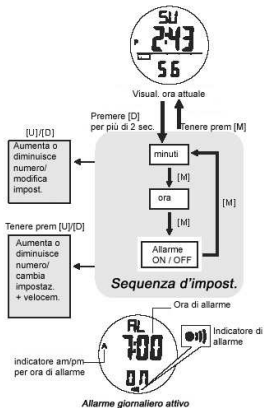 SU
P
2:43
56
Visual. ora attuale
Premere [D]
per più di 2 sec.
Tenere prem [M]
[U]/[D]
Aumenta o
diminuisce
numero/
modifica
impost.
minuti
[M]
ora
[M]
[M]
Allarme
ON / OFF
Tenere prem [U]/[D]
Aumenta o
diminuisce
numero/
cambia
impostaz.
+ velocem.
Sequenza d'impost.
Ora di allarme
AL
A
7:00
on
Indicatore di
allarme
indicatore am/pm
per ora di allarme
Allarme giornaliero attivo